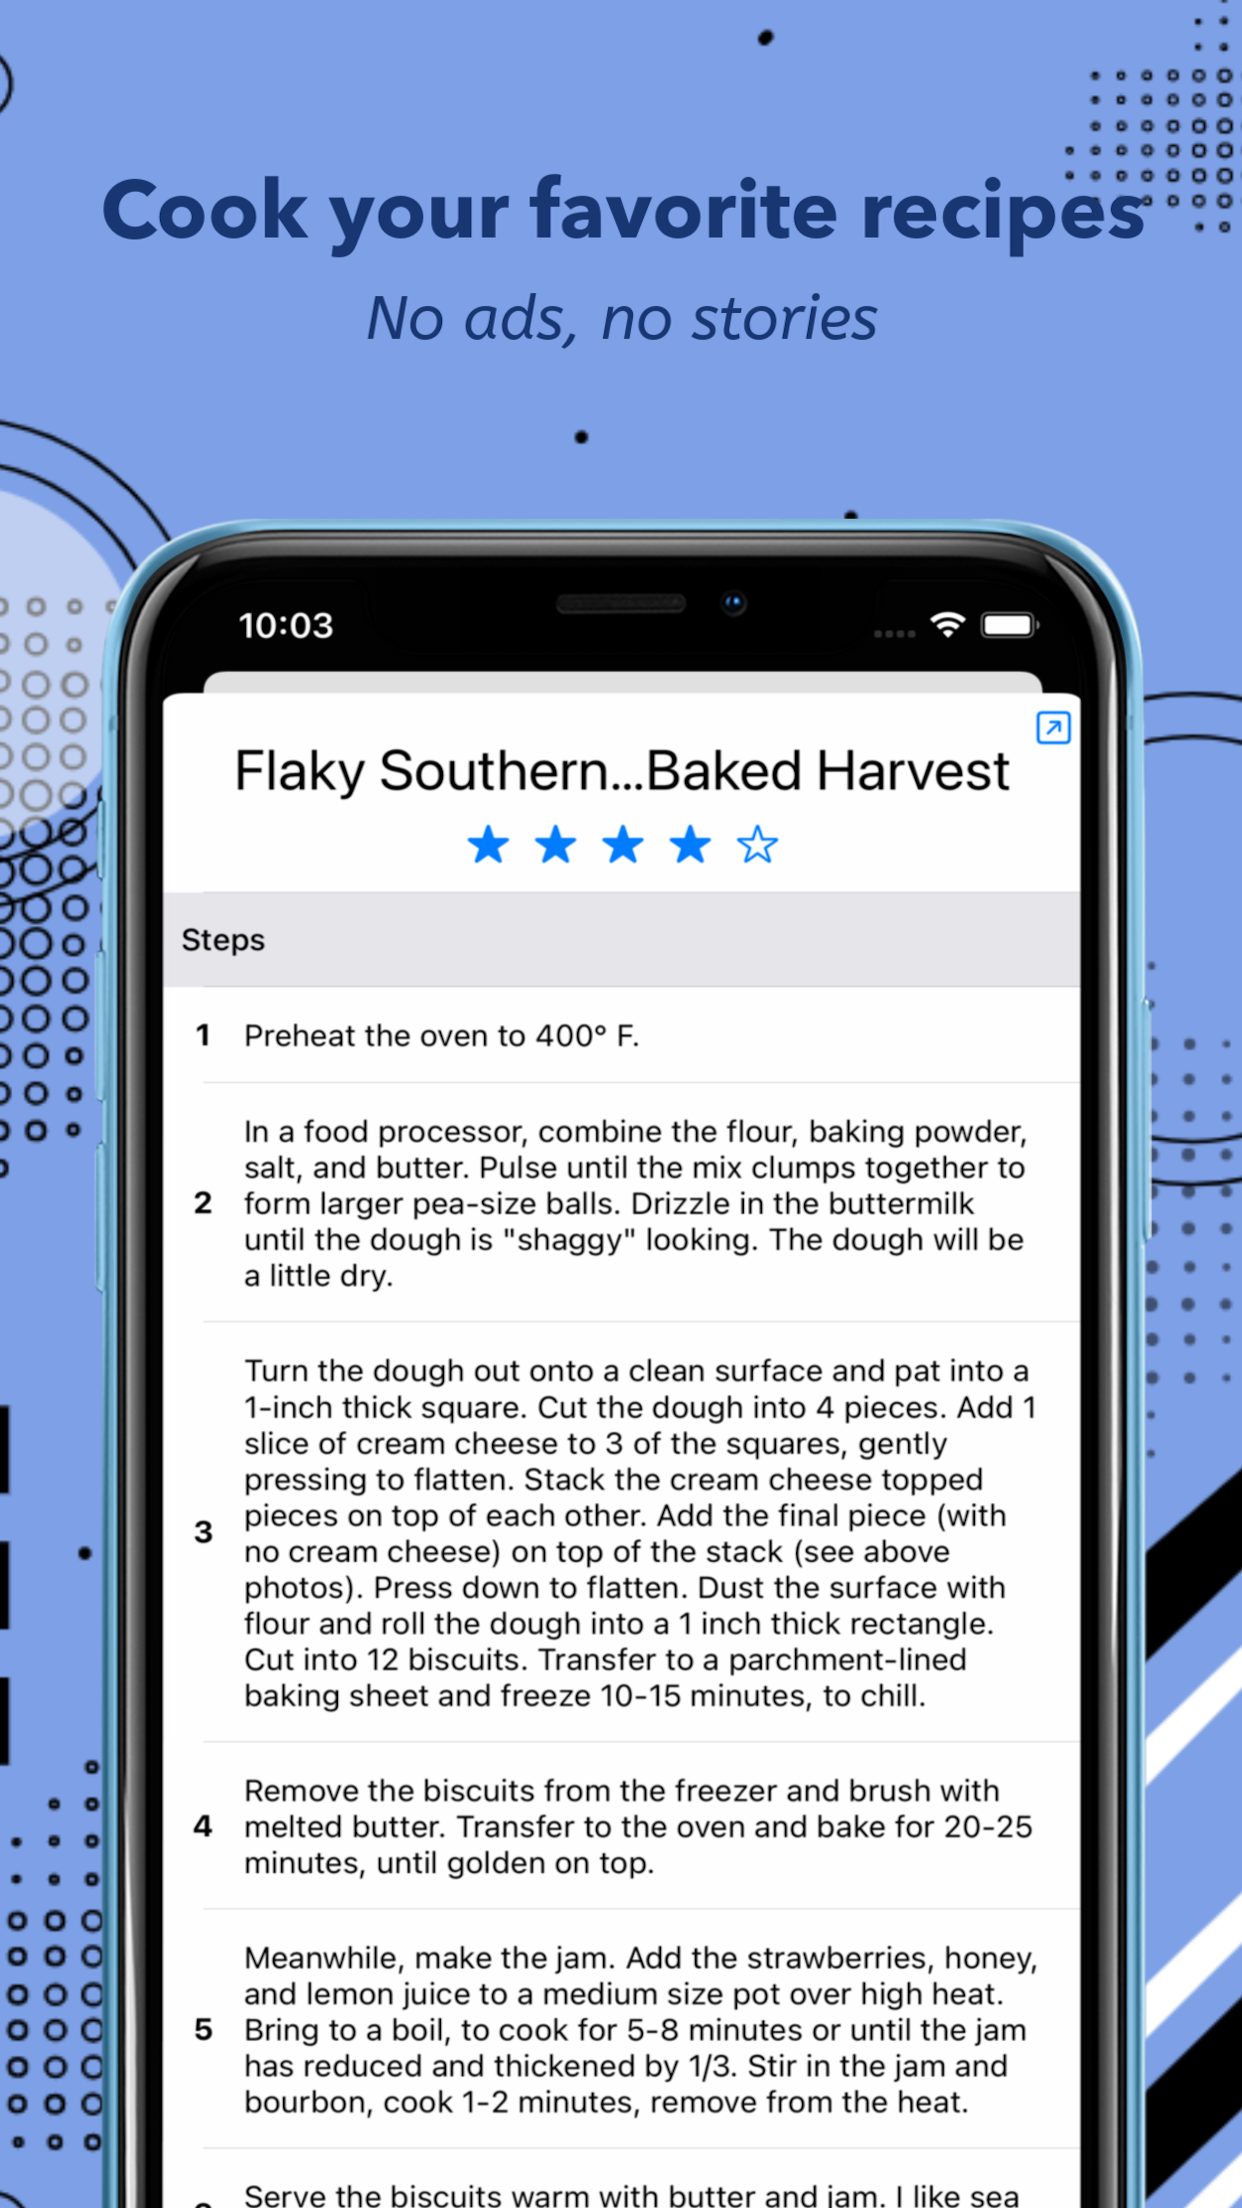 Cook your favorite recipes
No ads, no stories
10:03
Flaky Southern...Baked Harvest
Steps
1 Preheat the oven to 400° F.
In a food processor, combine the flour, baking powder,
salt, and butter. Pulse until the mix clumps together to
2 form larger pea-size balls. Drizzle in the buttermilk
until the dough is "shaggy" looking. The dough will be
a little dry.
Turn the dough out onto a clean surface and pat into a
1-inch thick square. Cut the dough into 4 pieces. Add 1
slice of cream cheese to 3 of the squares, gently
pressing to flatten. Stack the cream cheese topped
pieces on top of each other. Add the final piece (with
3 no cream cheese) on top of the stack (see above
photos). Press down to flatten. Dust the surface with
flour and roll the dough into a 1 inch thick rectangle.
Cut into 12 biscuits. Transfer to a parchment-lined
baking sheet and freeze 10-15 minutes, to chill.
Remove the biscuits from the freezer and brush with
4 melted butter. Transfer to the oven and bake for 20-25
minutes, until golden on top.
Meanwhile, make the jam. Add the strawberries, honey,
and lemon juice to a medium size pot over high heat.
5 Bring to a boil, to cook for 5-8 minutes or until the jam
has reduced and thickened by 1/3. Stir in the jam and
bourbon, cook 1-2 minutes, remove from the heat.
Serve the biscuits warm with butter and jam. I like sea